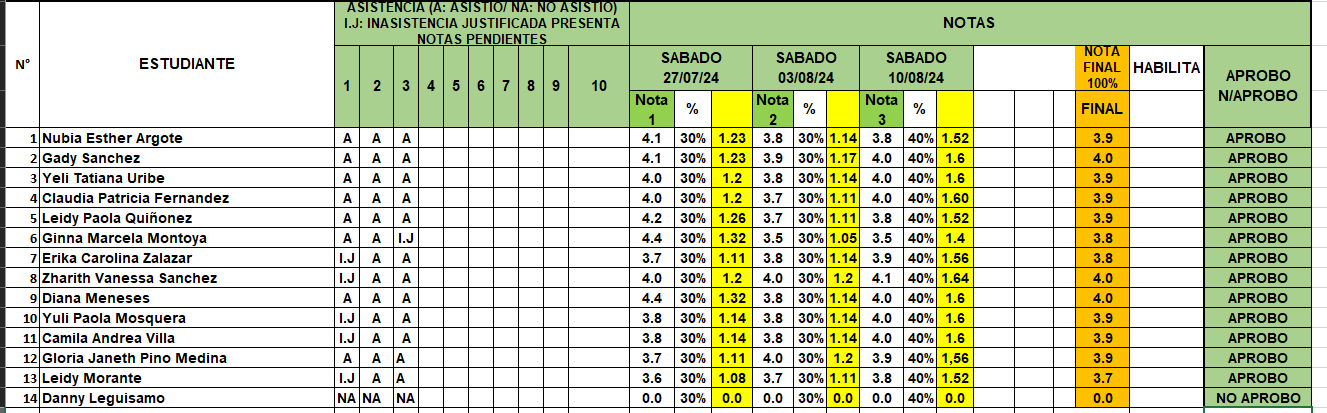 ASISTENCIA (A: ASISTIO/ NA: NO ASISTIO)
I.J: INASISTENCIA JUSTIFICADA PRESENTA
NOTAS PENDIENTES
NOTAS
N° ESTUDIANTE 1 2 3 4 5 6 7 8 9 10
SABADO 27/07/24
SABADO 03/08/24
SABADO 10/08/24
NOTA FINAL 100%
HABILITA
APROBO N/APROBO
Nota 1 % Nota 2 % Nota 3 % FINAL
1 Nubia Esther Argote A A A 4.1 30% 1.23 3.8 30% 1.14 3.8 40% 1.52 3.9 APROBO
2 Gady Sanchez A A A 4.1 30% 1.23 3.9 30% 1.17 4.0 40% 1.6 4.0 APROBO
3 Yeli Tatiana Uribe A A A 4.0 30% 1.2 3.8 30% 1.14 4.0 40% 1.6 3.9 APROBO
4 Claudia Patricia Fernandez A A A 4.0 30% 1.2 3.7 30% 1.11 4.0 40% 1.60 3.9 APROBO
5 Leidy Paola Quiñonez A A A 4.2 30% 1.26 3.7 30% 1.11 3.8 40% 1.52 3.9 APROBO
6 Ginna Marcela Montoya A A I.J 4.4 30% 1.32 3.5 30% 1.05 3.5 40% 1.4 3.8 APROBO
7 Erika Carolina Zalazar I.J A A 3.7 30% 1.11 3.8 30% 1.14 3.9 40% 1.56 3.8 APROBO
8 Zharith Vanessa Sanchez I.J A A 4.0 30% 1.2 4.0 30% 1.2 4.1 40% 1.64 4.0 APROBO
9 Diana Meneses A A A 4.4 30% 1.32 3.8 30% 1.14 4.0 40% 1.6 4.0 APROBO
10 Yuli Paola Mosquera I.J A A 3.8 30% 1.14 3.8 30% 1.14 4.0 40% 1.6 3.9 APROBO
11 Camila Andrea Villa I.J A A 3.8 30% 1.14 3.8 30% 1.14 4.0 40% 1.6 3.9 APROBO
12 Gloria Janeth Pino Medina A A A 3.7 30% 1.11 4.0 30% 1.2 3.9 40% 1,56 3.9 APROBO
13 Leidy Morante I.J A A 3.6 30% 1.08 3.7 30% 1.11 3.8 40% 1.52 3.7 APROBO
14 Danny Leguisamo NA NA NA 0.0 30% 0.0 0.0 30% 0.0 0.0 40% 0.0 0.0 NO APROBO